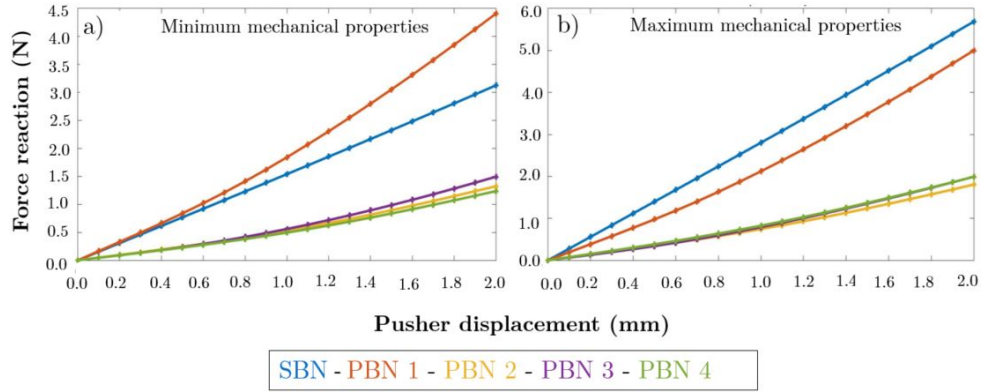 a) Minimum mechanical properties
4.5
4.0
3.5
3.0
2.5
2.0
1.5
1.0
0.5
0.0
0.0 0.2 0.4 0.6 0.8 1.0 1.2 1.4 1.6 1.8 2.0
Force reaction (N)
b) Maximum mechanical properties
6.0
5.0
4.0
3.0
2.0
1.0
0.0
0.0 0.2 0.4 0.6 0.8 1.0 1.2 1.4 1.6 1.8 2.0
Pusher displacement (mm)
SBN - PBN 1 - PBN 2 - PBN 3 - PBN 4